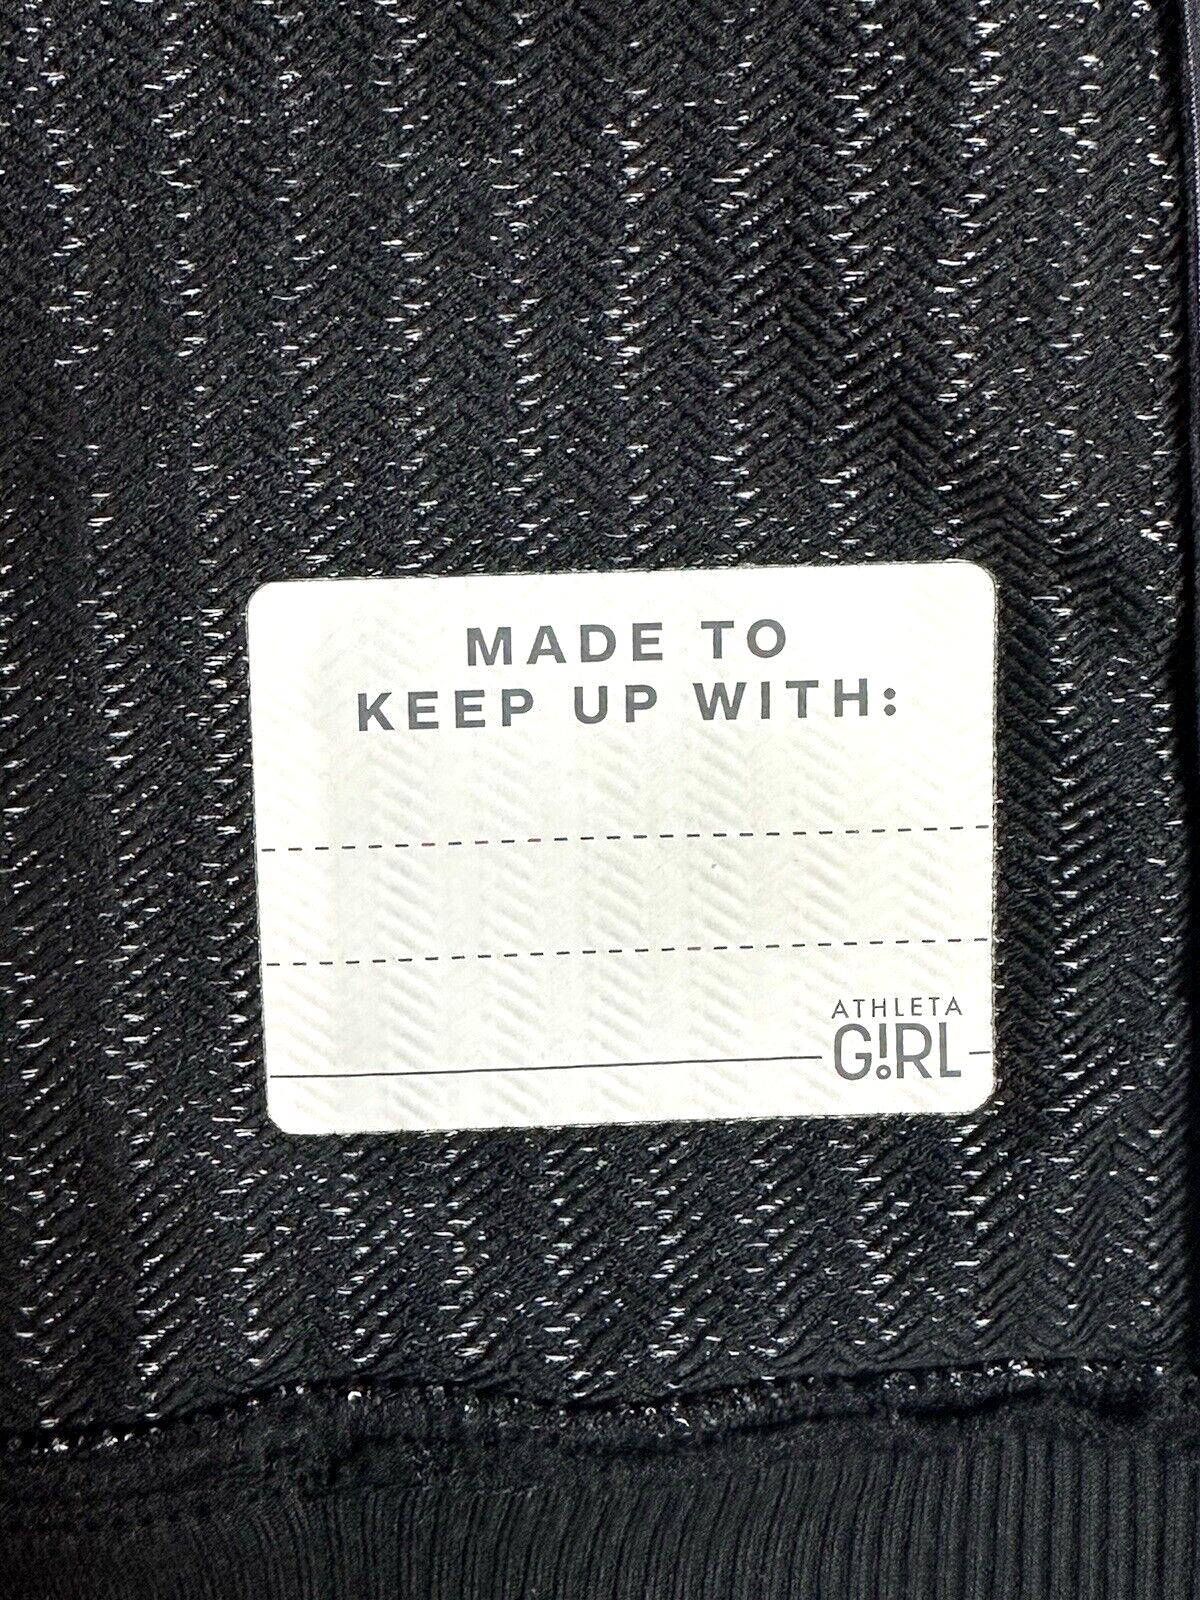 MADE TO
KEEP UP WITH:
ATHLETA
G!RL